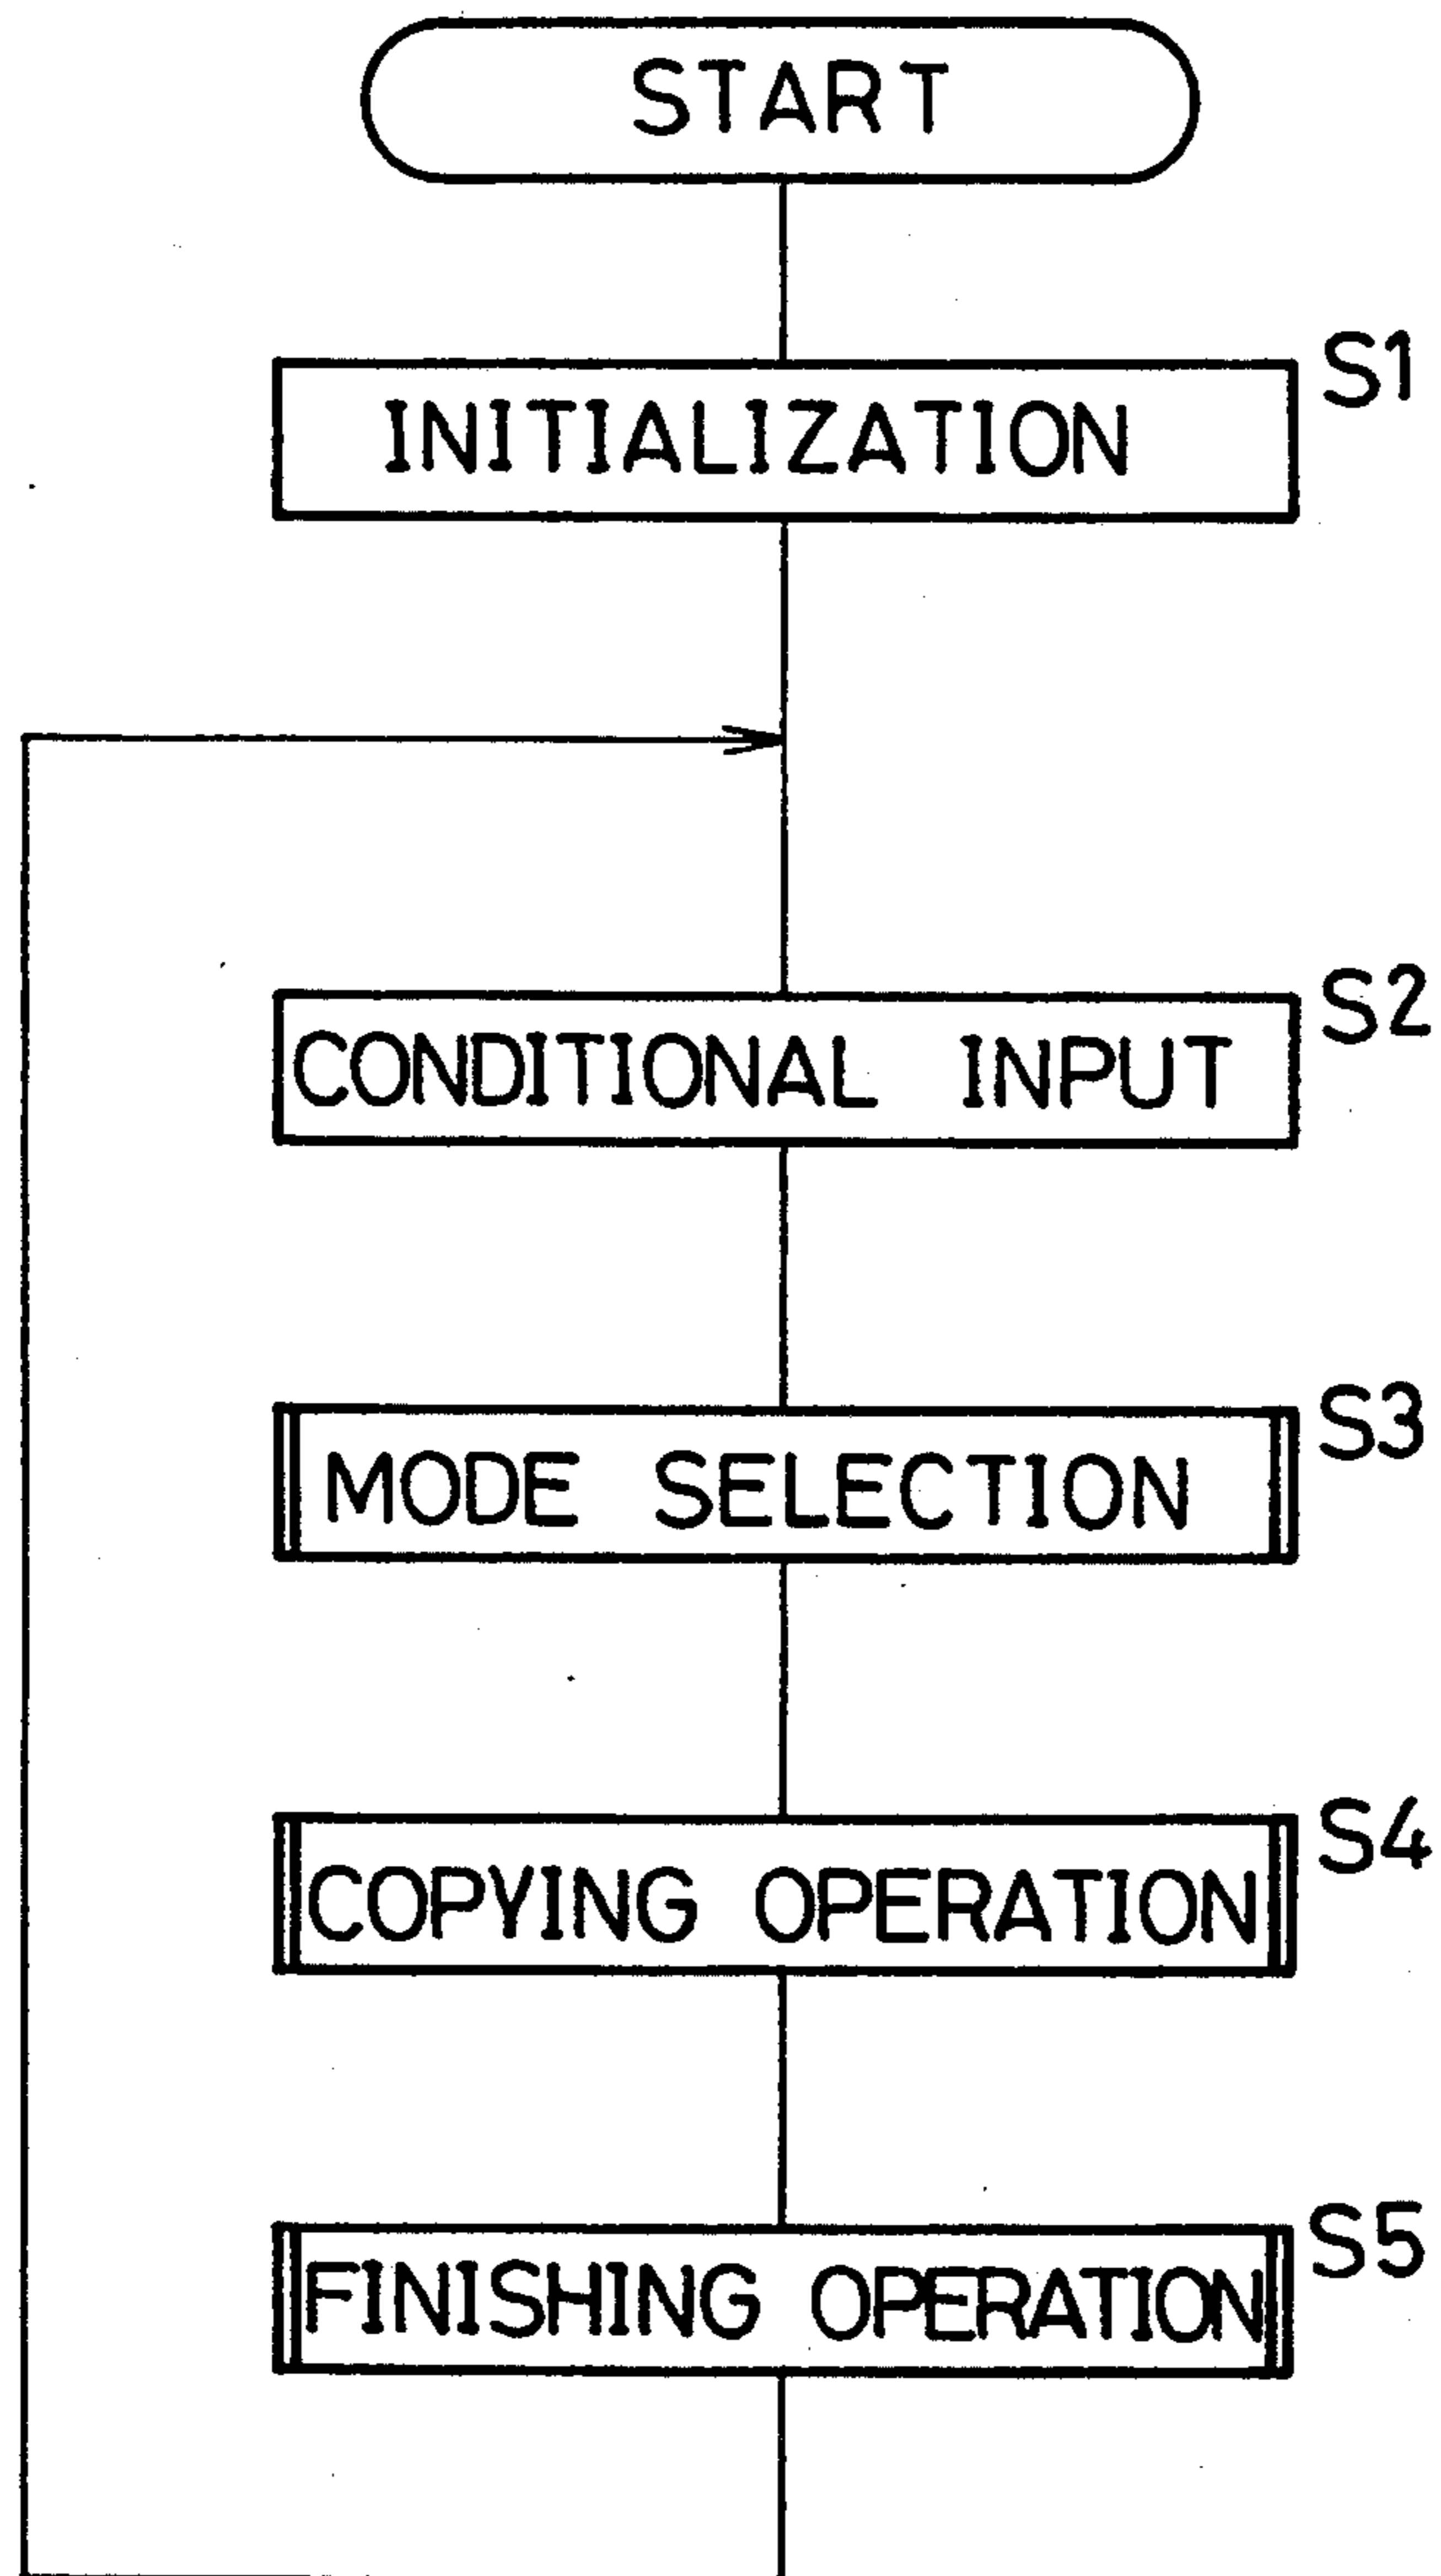 START
S1
INITIALIZATION
S2
CONDITIONAL INPUT
S3
MODE SELECTION
S4
COPYING OPERATION
S5
FINISHING OPERATION